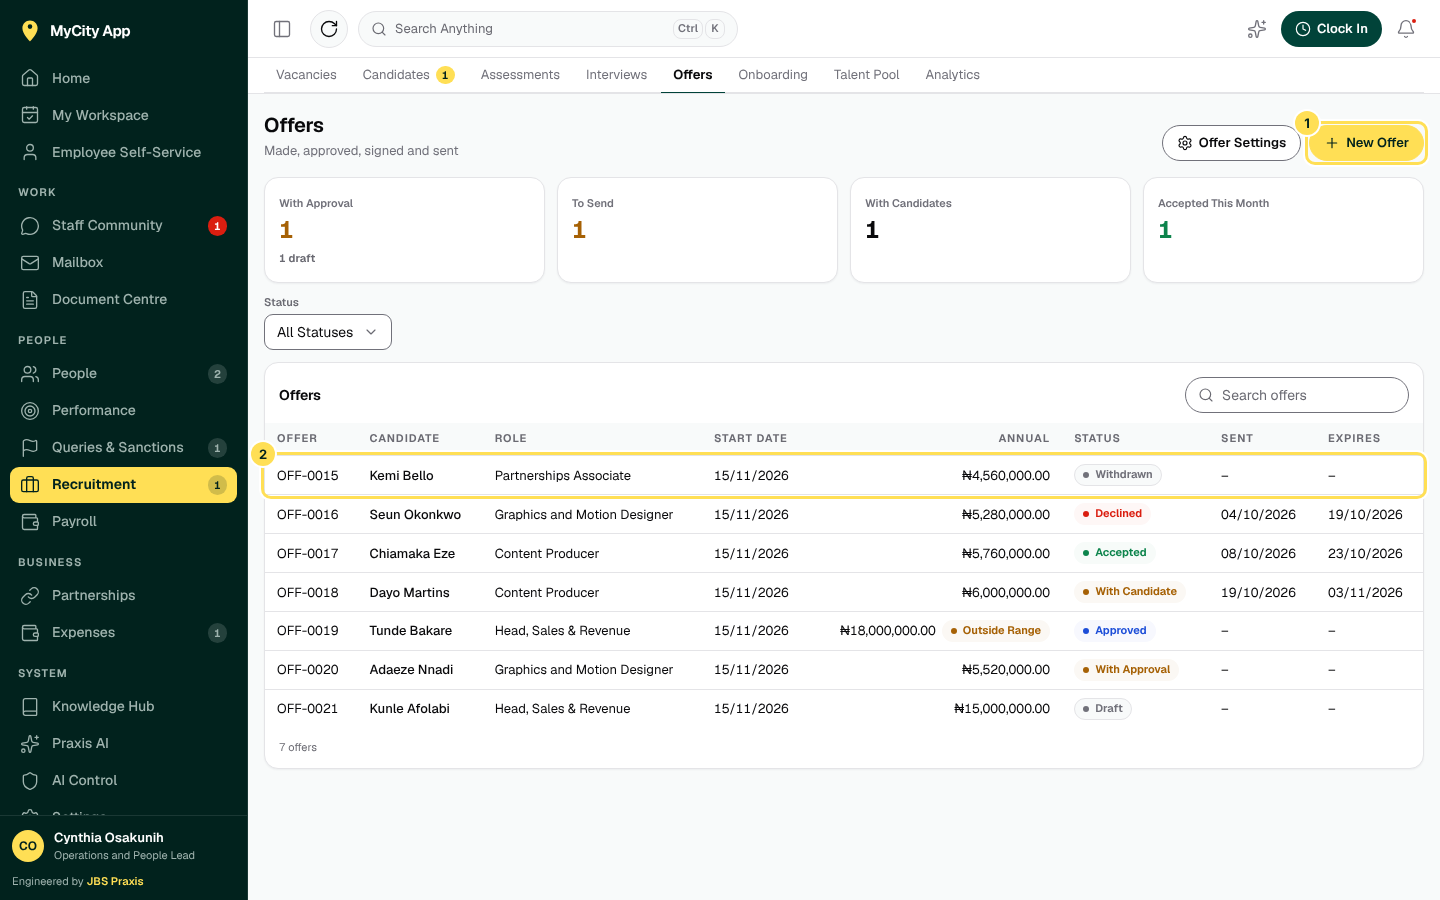 MyCity App
Home
My Workspace
Employee Self-Service
WORK
Staff Community 1
Mailbox
Document Centre
PEOPLE
People 2
Performance
Queries & Sanctions 1
Recruitment 1
Payroll
BUSINESS
Partnerships
Expenses 1
SYSTEM
Knowledge Hub
Praxis AI
AI Control
CO
Cynthia Osakunih
Operations and People Lead
Engineered by JBS Praxis
Search Anything Ctrl K
Clock In
Vacancies Candidates 1 Assessments Interviews Offers Onboarding Talent Pool Analytics
Offers
Made, approved, signed and sent
Offer Settings
1
New Offer
With Approval
1
1 draft
To Send
1
With Candidates
1
Accepted This Month
1
Status
All Statuses
Offers
Search offers
OFFER CANDIDATE ROLE START DATE ANNUAL STATUS SENT EXPIRES
2
OFF-0015 Kemi Bello Partnerships Associate 15/11/2026 ₦4,560,000.00 Withdrawn – –
OFF-0016 Seun Okonkwo Graphics and Motion Designer 15/11/2026 ₦5,280,000.00 Declined 04/10/2026 19/10/2026
OFF-0017 Chiamaka Eze Content Producer 15/11/2026 ₦5,760,000.00 Accepted 08/10/2026 23/10/2026
OFF-0018 Dayo Martins Content Producer 15/11/2026 ₦6,000,000.00 With Candidate 19/10/2026 03/11/2026
OFF-0019 Tunde Bakare Head, Sales & Revenue 15/11/2026 ₦18,000,000.00 Outside Range Approved – –
OFF-0020 Adaeze Nnadi Graphics and Motion Designer 15/11/2026 ₦5,520,000.00 With Approval – –
OFF-0021 Kunle Afolabi Head, Sales & Revenue 15/11/2026 ₦15,000,000.00 Draft – –
7 offers